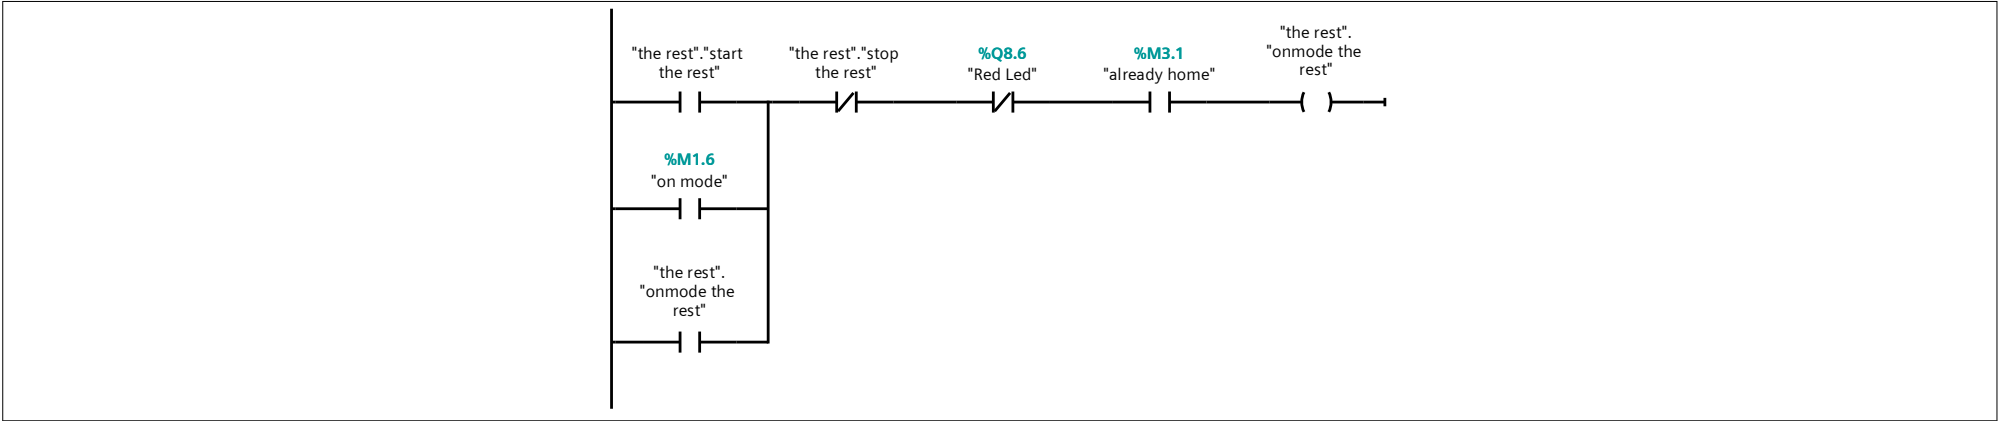 "the rest"."start
the rest"
"the rest"."stop
the rest"
%Q8.6
"Red Led"
%M3.1
"already home"
"the rest".
"onmode the
rest"
%M1.6
"on mode"
"the rest".
"onmode the
rest"